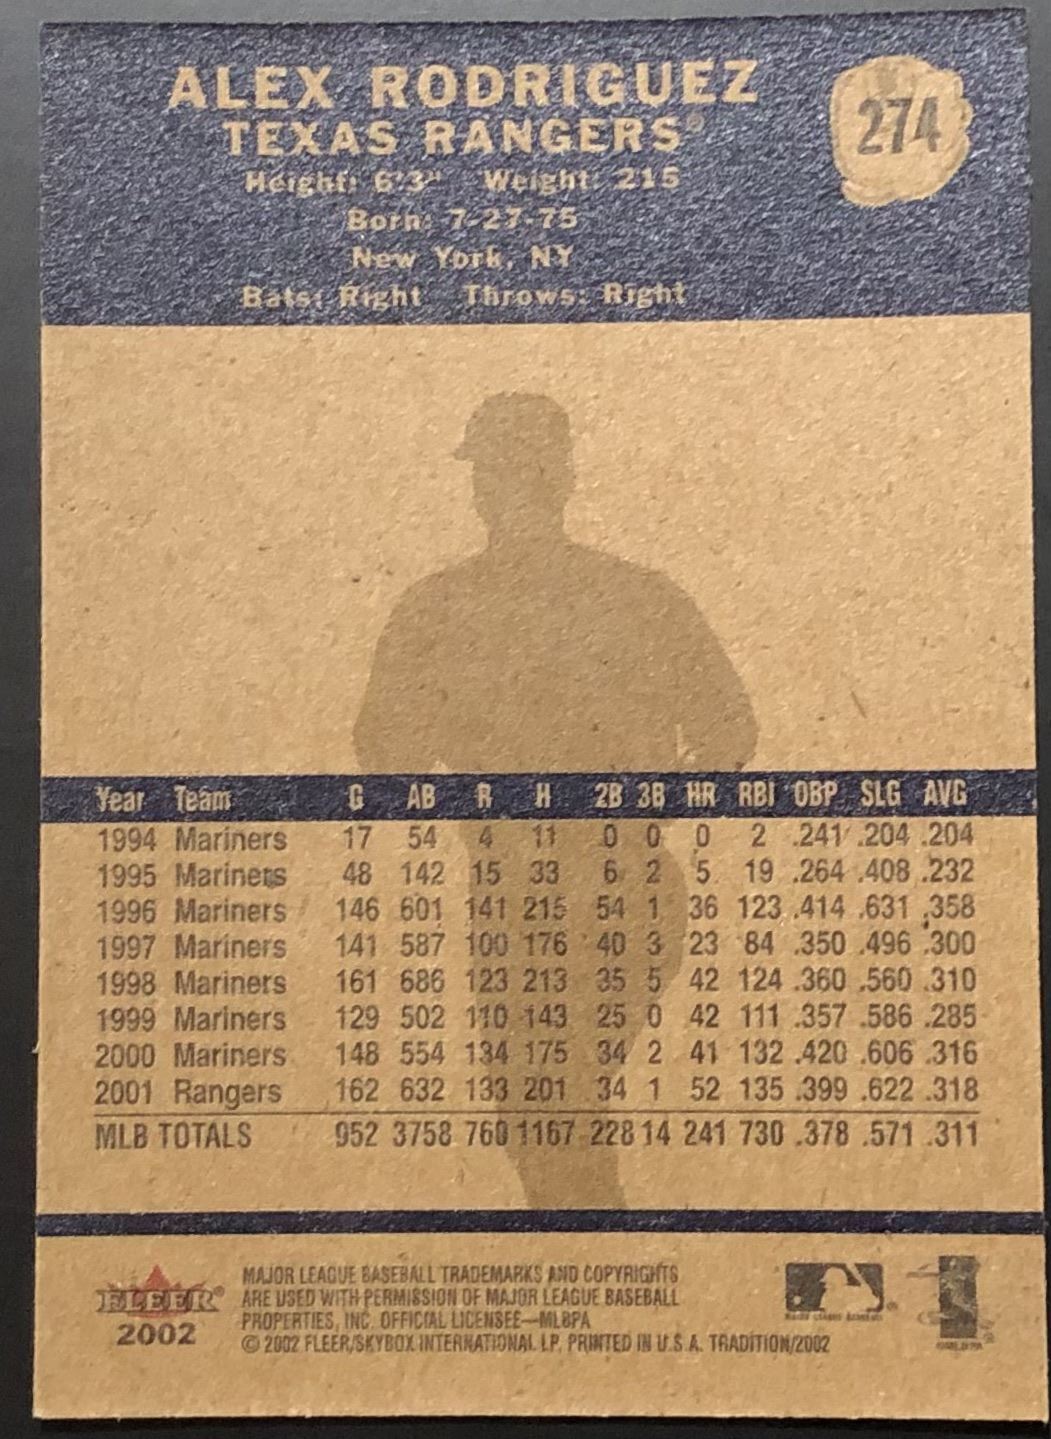 ALEX RODRIGUEZ
274
TEXAS RANGERS®
Height: 6'3" Weight: 215
Born: 7-27-75
New York, NY
Bats: Right Throws: Right
Year Team G AB R H 2B 3B HR RBI OBP SLG AVG
1994 Mariners 17 54 4 11 0 0 0 2 .241 .204 .204
1995 Mariners 48 142 15 33 6 2 5 19 .264 .408 .232
1996 Mariners 146 601 141 215 54 1 36 123 .414 .631 .358
1997 Mariners 141 587 100 176 40 3 23 84 .350 .496 .300
1998 Mariners 161 686 123 213 35 5 42 124 .360 .560 .310
1999 Mariners 129 502 110 143 25 0 42 111 .357 .586 .285
2000 Mariners 148 554 134 175 34 2 41 132 .420 .606 .316
2001 Rangers 162 632 133 201 34 1 52 135 .399 .622 .318
MLB TOTALS 952 3758 760 1167 228 14 241 730 .378 .571 .311
FLEER®
2002
MAJOR LEAGUE BASEBALL TRADEMARKS AND COPYRIGHTS
ARE USED WITH PERMISSION OF MAJOR LEAGUE BASEBALL
PROPERTIES, INC. OFFICIAL LICENSEE—MLBPA
© 2002 FLEER/SKYBOX INTERNATIONAL LP. PRINTED IN U.S.A. TRADITION/2002
MAJOR LEAGUE BASEBALL